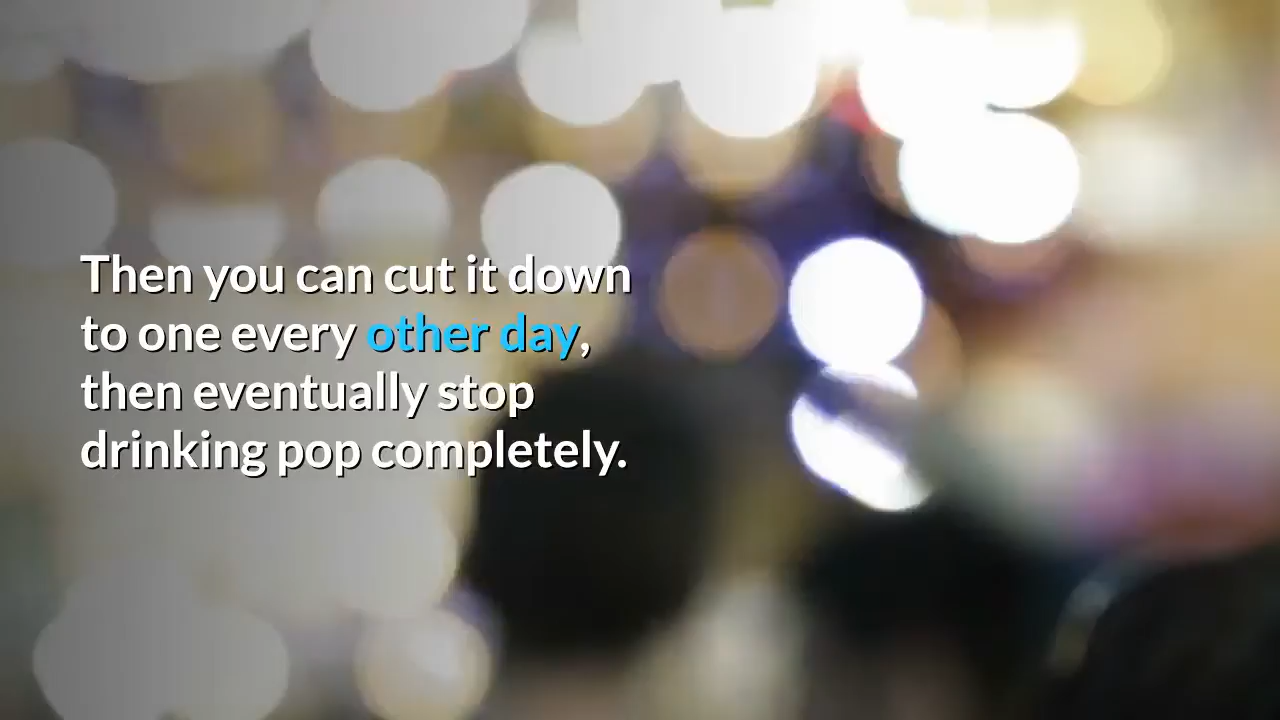 Then you can cut it down
to one every other day,
then eventually stop
drinking pop completely.